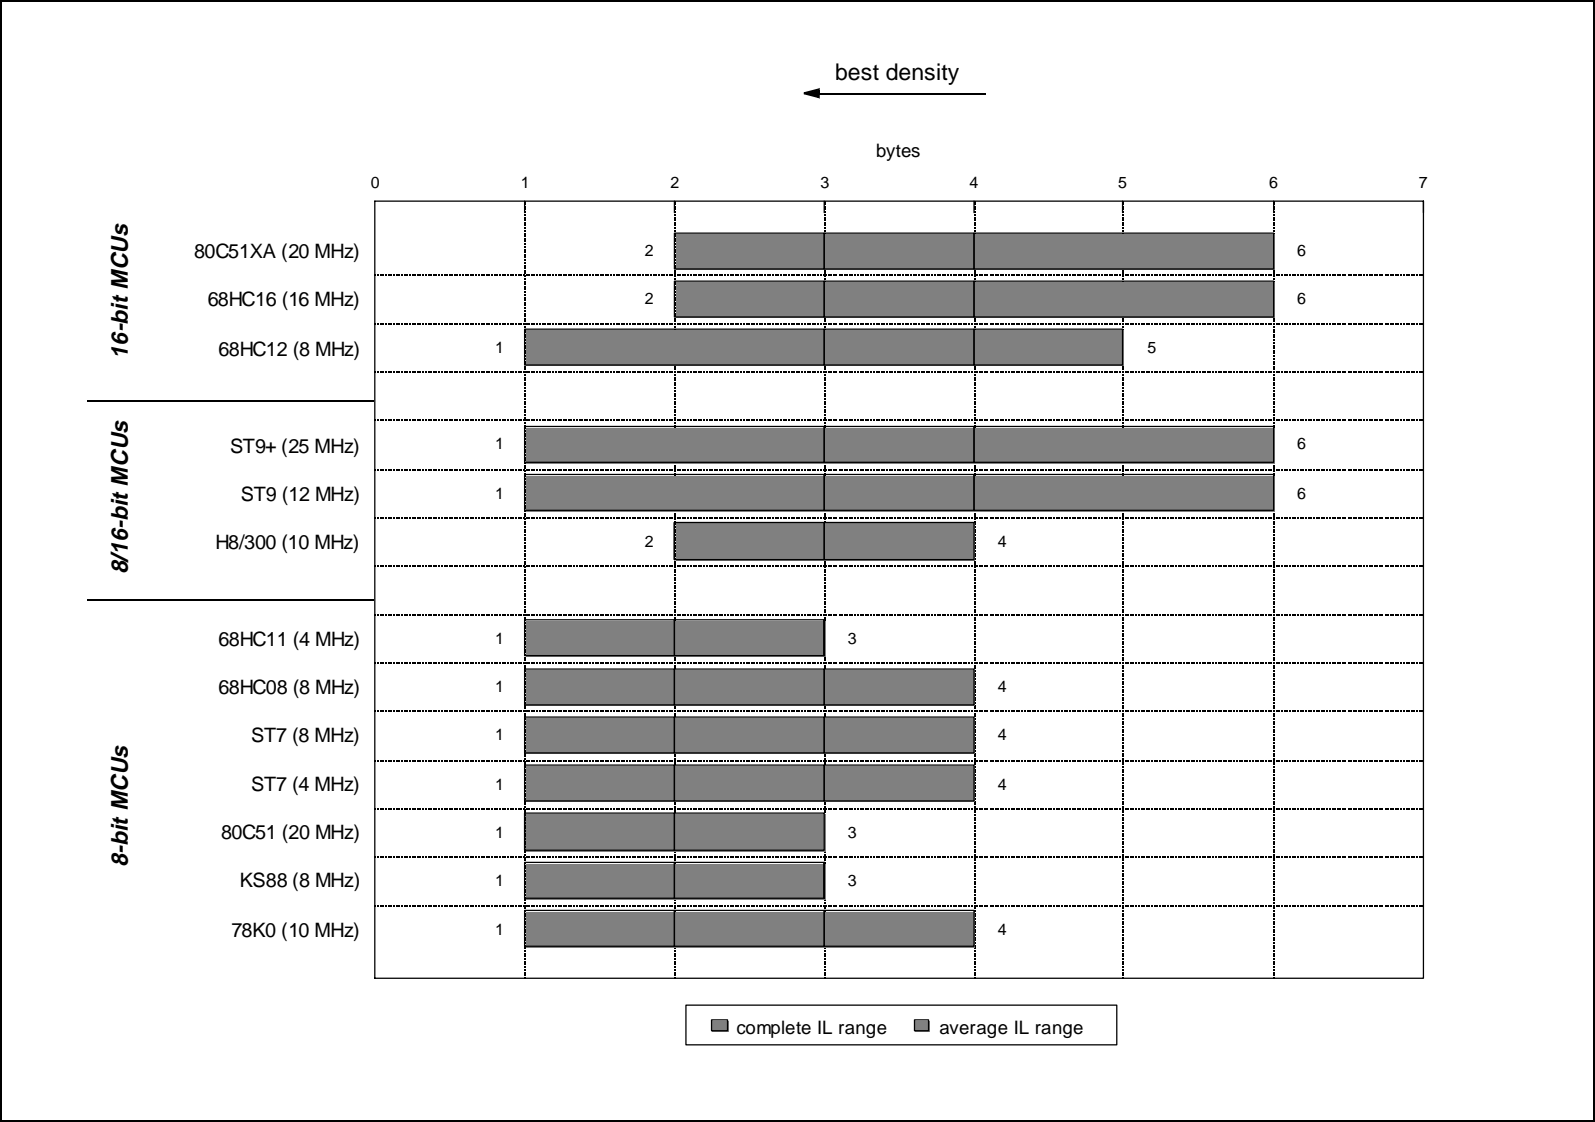 best density
bytes
0 1 2 3 4 5 6 7
16-bit MCUs
80C51XA (20 MHz) 2 6
68HC16 (16 MHz) 2 6
68HC12 (8 MHz) 1 5
8/16-bit MCUs
ST9+ (25 MHz) 1 6
ST9 (12 MHz) 1 6
H8/300 (10 MHz) 2 4
8-bit MCUs
68HC11 (4 MHz) 1 3
68HC08 (8 MHz) 1 4
ST7 (8 MHz) 1 4
ST7 (4 MHz) 1 4
80C51 (20 MHz) 1 3
KS88 (8 MHz) 1 3
78K0 (10 MHz) 1 4
complete IL range average IL range